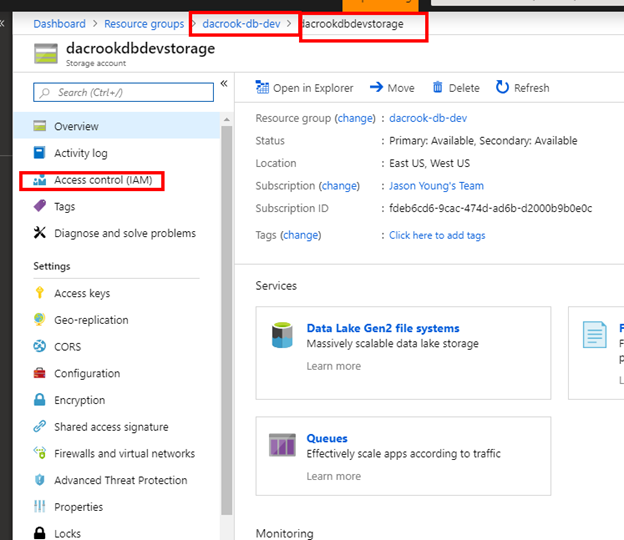 Dashboard > Resource groups > dacrook-db-dev > dacrookdbdevstorage
dacrookdbdevstorage
Storage account
Search (Ctrl+/)
Overview
Activity log
Access control (IAM)
Tags
Diagnose and solve problems
Settings
Access keys
Geo-replication
CORS
Configuration
Encryption
Shared access signature
Firewalls and virtual networks
Advanced Threat Protection
Properties
Locks
Open in Explorer Move Delete Refresh
Resource group (change) : dacrook-db-dev
Status : Primary: Available, Secondary: Available
Location : East US, West US
Subscription (change) : Jason Young's Team
Subscription ID : fdeb6cd6-9cac-474d-ad6b-d2000b9b0e0c
Tags (change) : Click here to add tags
Services
Data Lake Gen2 file systems
Massively scalable data lake storage
Learn more
Queues
Effectively scale apps according to traffic
Learn more
Monitoring